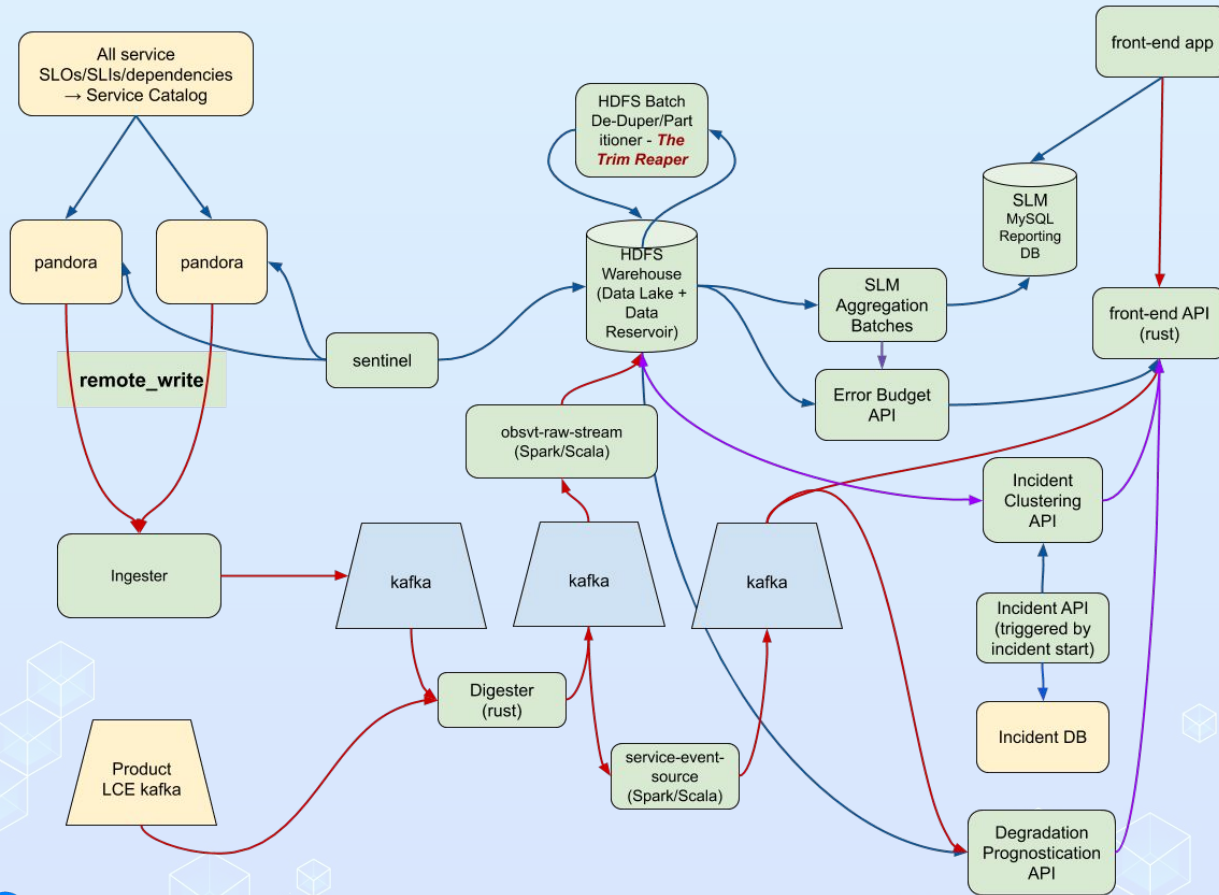 All service
SLOs/SLIs/dependencies
→ Service Catalog
front-end app
HDFS Batch
De-Duper/Part
itioner - The
Trim Reaper
SLM
MySQL
Reporting
DB
pandora
pandora
HDFS
Warehouse
(Data Lake +
Data
Reservoir)
SLM
Aggregation
Batches
front-end API
(rust)
sentinel
remote_write
Error Budget
API
obsvt-raw-stream
(Spark/Scala)
Incident
Clustering
API
Ingester
kafka
kafka
kafka
Incident API
(triggered by
incident start)
Digester
(rust)
Incident DB
Product
LCE kafka
service-event-
source
(Spark/Scala)
Degradation
Prognostication
API